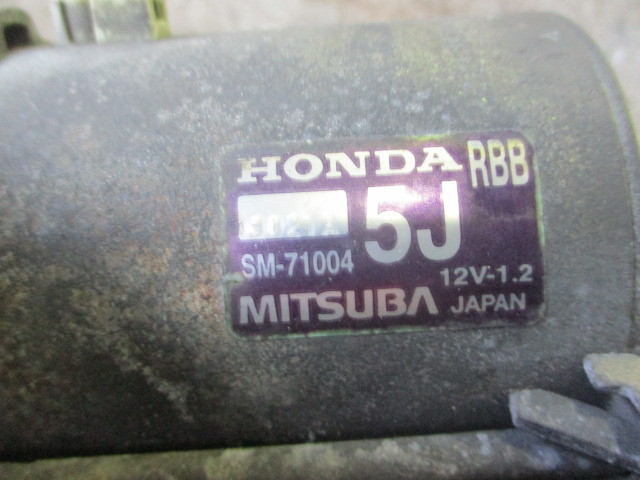 HONDA RBB
5J
SM-71004
12V-1.2
MITSUBA JAPAN